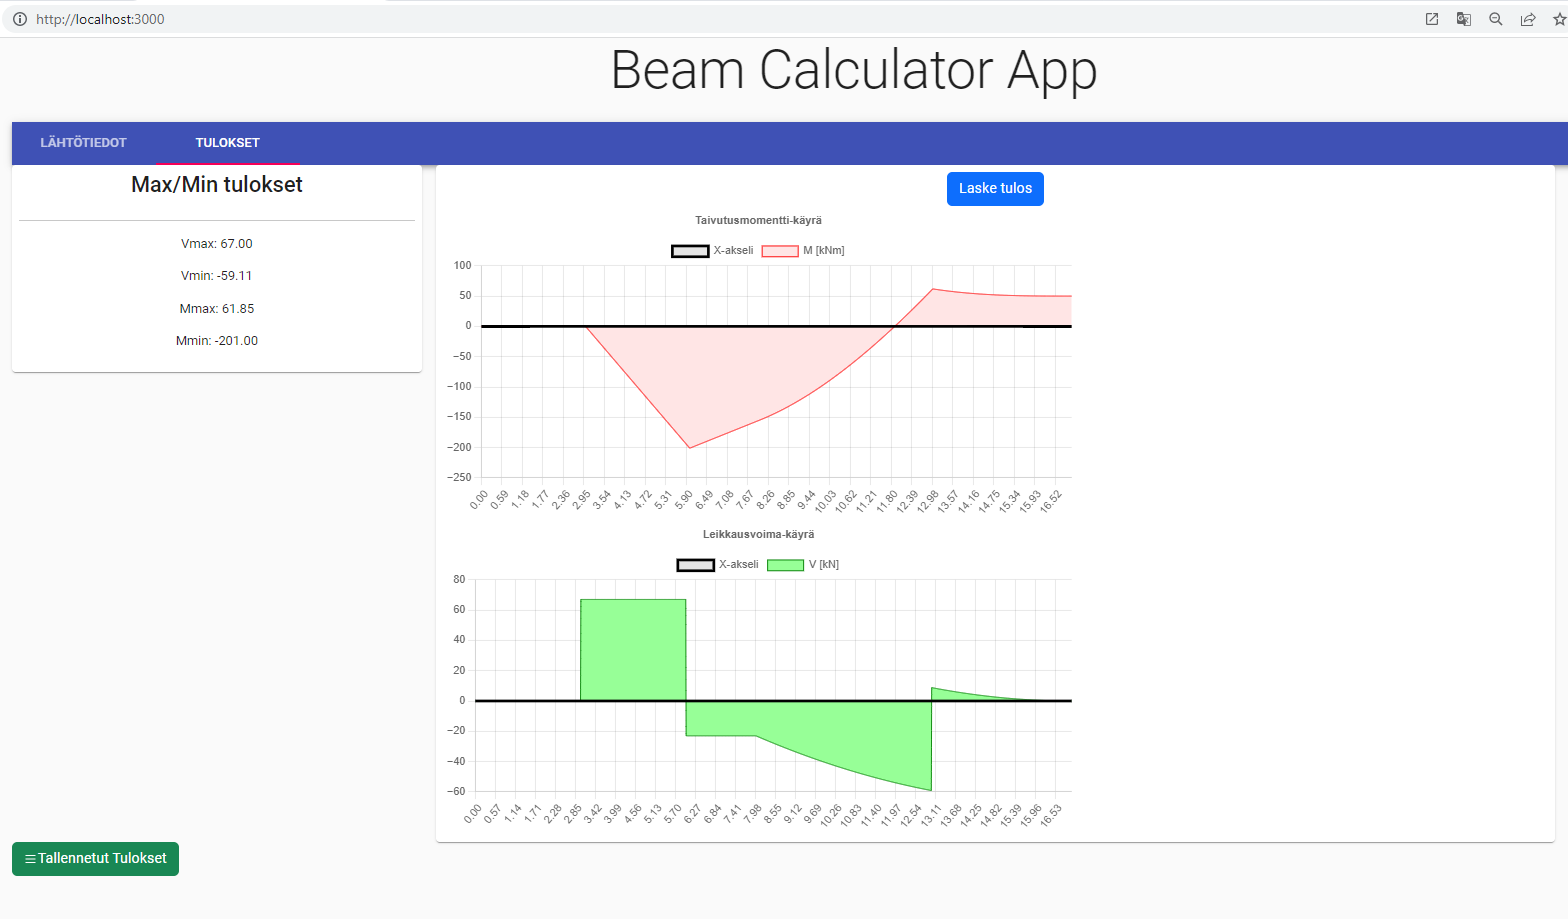 http://localhost:3000
Beam Calculator App
LÄHTÖTIEDOT TULOKSET
Max/Min tulokset
Vmax: 67.00
Vmin: -59.11
Mmax: 61.85
Mmin: -201.00
Laske tulos
Taivutusmomentti-käyrä
X-akseli M [kNm]
100
50
0
−50
−100
−150
−200
−250
0.00 0.59 1.18 1.77 2.36 2.95 3.54 4.13 4.72 5.31 5.90 6.49 7.08 7.67 8.26 8.85 9.44 10.03 10.62 11.21 11.80 12.39 12.98 13.57 14.16 14.75 15.34 15.93 16.52
Leikkausvoima-käyrä
X-akseli V [kN]
80
60
40
20
0
−20
−40
−60
0.00 0.57 1.14 1.71 2.28 2.85 3.42 3.99 4.56 5.13 5.70 6.27 6.84 7.41 7.98 8.55 9.12 9.69 10.26 10.83 11.40 11.97 12.54 13.11 13.68 14.25 14.82 15.39 15.96 16.53
Tallennetut Tulokset